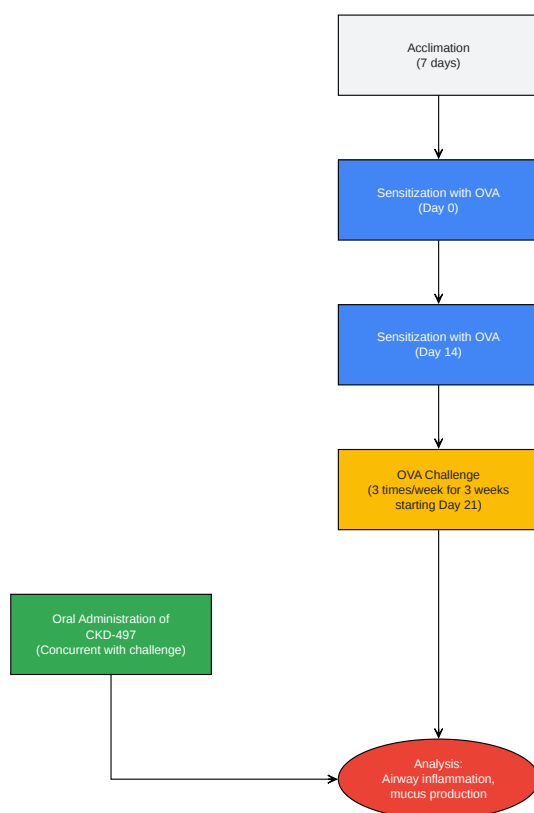 Acclimation
(7 days)
Sensitization with OVA
(Day 0)
Sensitization with OVA
(Day 14)
OVA Challenge
(3 times/week for 3 weeks
starting Day 21)
Oral Administration of
CKD-497
(Concurrent with challenge)
Analysis:
Airway inflammation,
mucus production